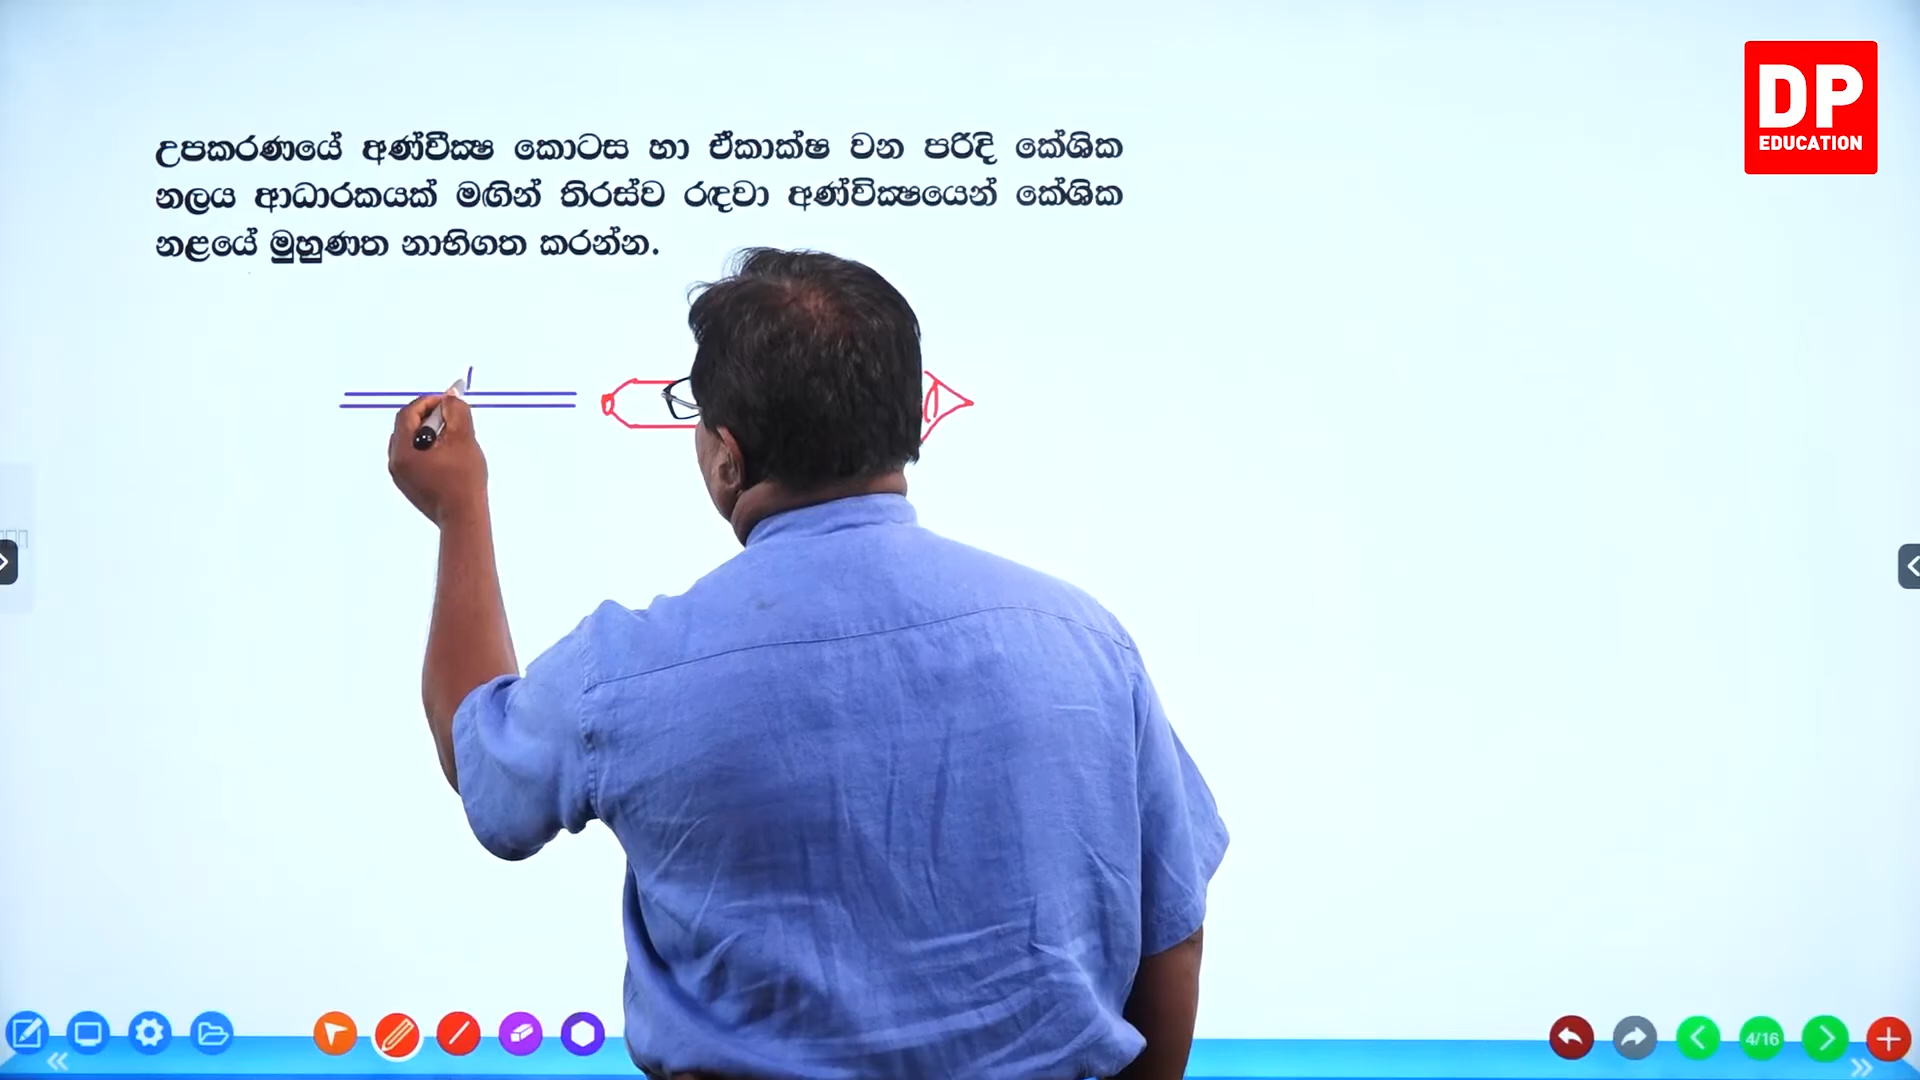 DP
EDUCATION
උපකරණයේ අණ්වීක්‍ෂ කොටස හා ඒකාක්ෂ වන පරිදි කේශික
නලය ආධාරකයක් මඟින් තිරස්ව රඳවා අණ්වික්‍ෂයෙන් කේශික
නළයේ මුහුණත නාභිගත කරන්න.
4/16